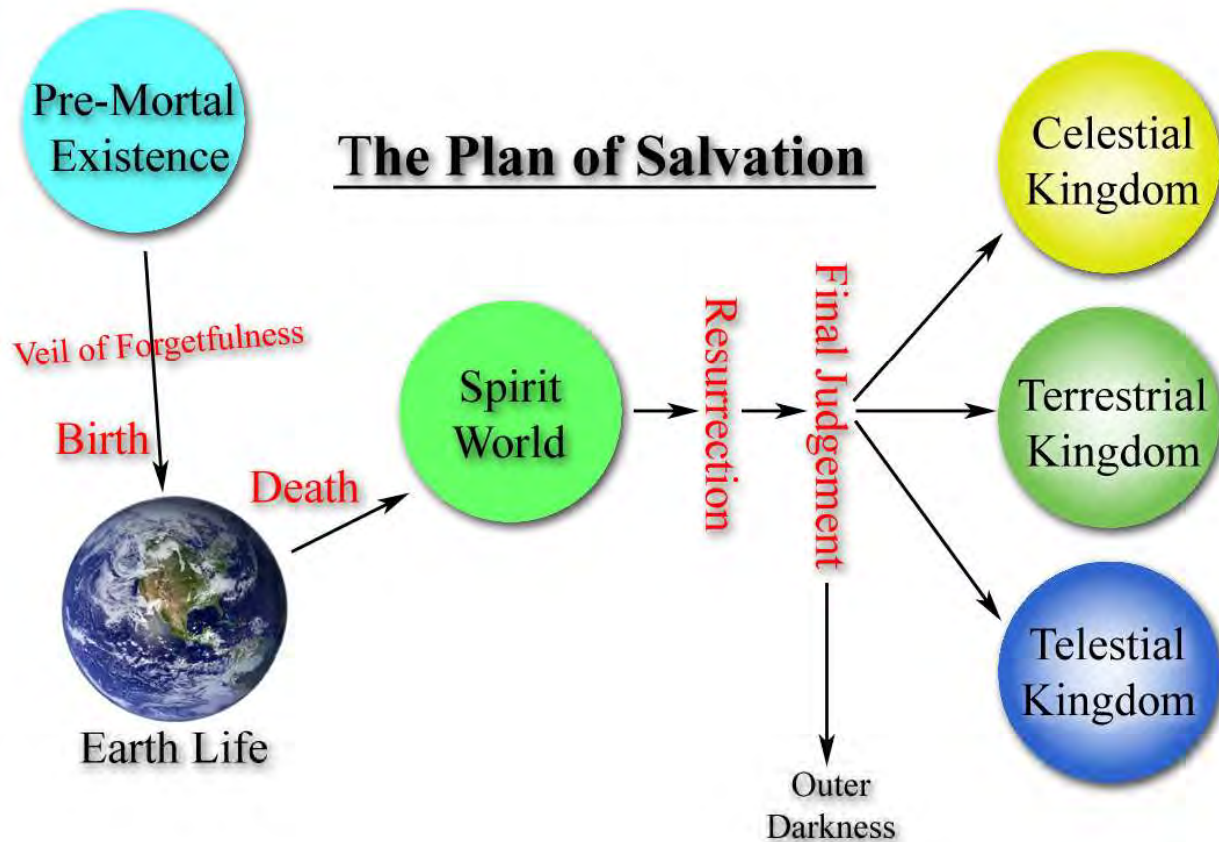 Pre-Mortal
Existence
The Plan of Salvation
Celestial
Kingdom
Veil of Forgetfulness
Birth
Death
Spirit
World
Resurrection
Final Judgement
Terrestrial
Kingdom
Earth Life
Telestial
Kingdom
Outer
Darkness